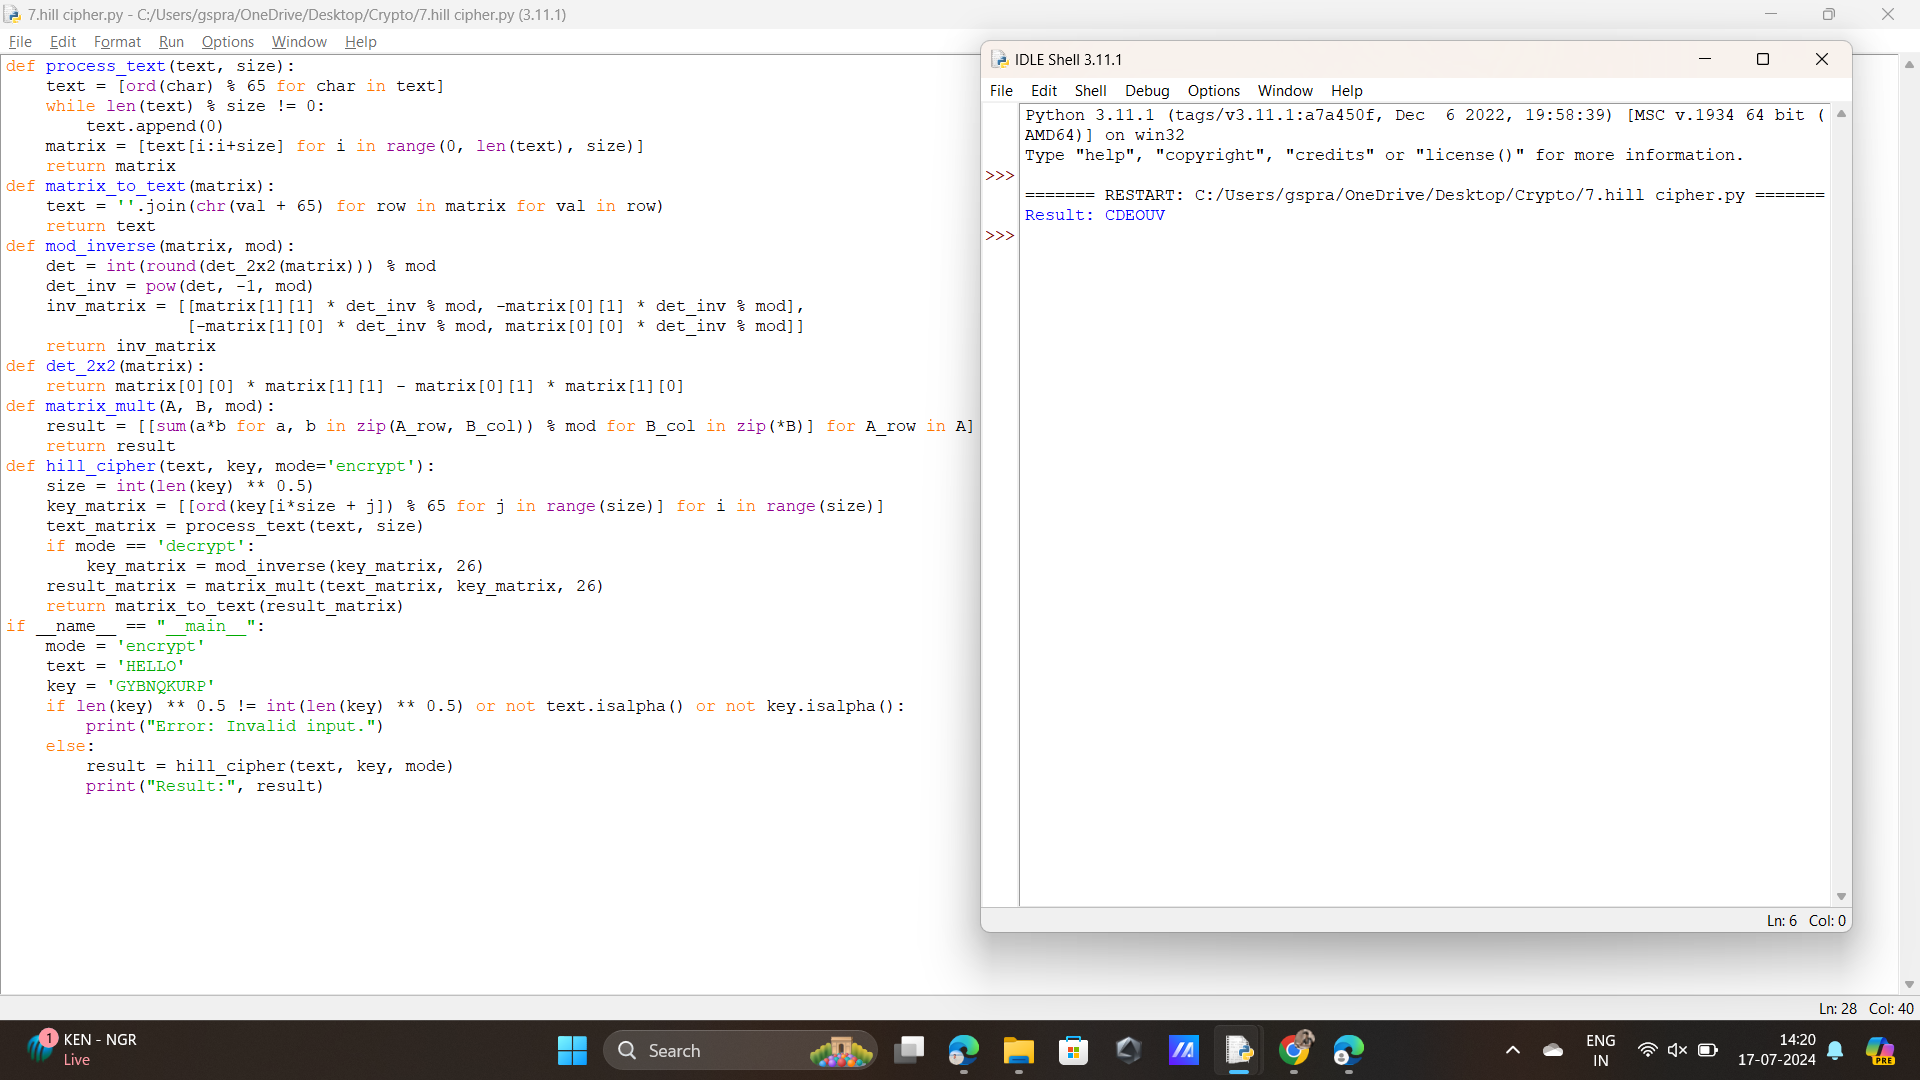 7.hill cipher.py - C:/Users/gspra/OneDrive/Desktop/Crypto/7.hill cipher.py (3.11.1)
File Edit Format Run Options Window Help
def process_text(text, size):
    text = [ord(char) % 65 for char in text]
    while len(text) % size != 0:
        text.append(0)
    matrix = [text[i:i+size] for i in range(0, len(text), size)]
    return matrix
def matrix_to_text(matrix):
    text = ''.join(chr(val + 65) for row in matrix for val in row)
    return text
def mod_inverse(matrix, mod):
    det = int(round(det_2x2(matrix))) % mod
    det_inv = pow(det, -1, mod)
    inv_matrix = [[matrix[1][1] * det_inv % mod, -matrix[0][1] * det_inv % mod],
                  [-matrix[1][0] * det_inv % mod, matrix[0][0] * det_inv % mod]]
    return inv_matrix
def det_2x2(matrix):
    return matrix[0][0] * matrix[1][1] - matrix[0][1] * matrix[1][0]
def matrix_mult(A, B, mod):
    result = [[sum(a*b for a, b in zip(A_row, B_col)) % mod for B_col in zip(*B)] for A_row in A]
    return result
def hill_cipher(text, key, mode='encrypt'):
    size = int(len(key) ** 0.5)
    key_matrix = [[ord(key[i*size + j]) % 65 for j in range(size)] for i in range(size)]
    text_matrix = process_text(text, size)
    if mode == 'decrypt':
        key_matrix = mod_inverse(key_matrix, 26)
    result_matrix = matrix_mult(text_matrix, key_matrix, 26)
    return matrix_to_text(result_matrix)
if __name__ == "__main__":
    mode = 'encrypt'
    text = 'HELLO'
    key = 'GYBNQKURP'
    if len(key) ** 0.5 != int(len(key) ** 0.5) or not text.isalpha() or not key.isalpha():
        print("Error: Invalid input.")
    else:
        result = hill_cipher(text, key, mode)
        print("Result:", result)
Ln: 28 Col: 40
IDLE Shell 3.11.1
File Edit Shell Debug Options Window Help
Python 3.11.1 (tags/v3.11.1:a7a450f, Dec  6 2022, 19:58:39) [MSC v.1934 64 bit (
AMD64)] on win32
Type "help", "copyright", "credits" or "license()" for more information.
>>>
======= RESTART: C:/Users/gspra/OneDrive/Desktop/Crypto/7.hill cipher.py =======
Result: CDEOUV
>>>
Ln: 6 Col: 0
1
KEN - NGR
Live
Search
ENG
IN
14:20
17-07-2024
PRE